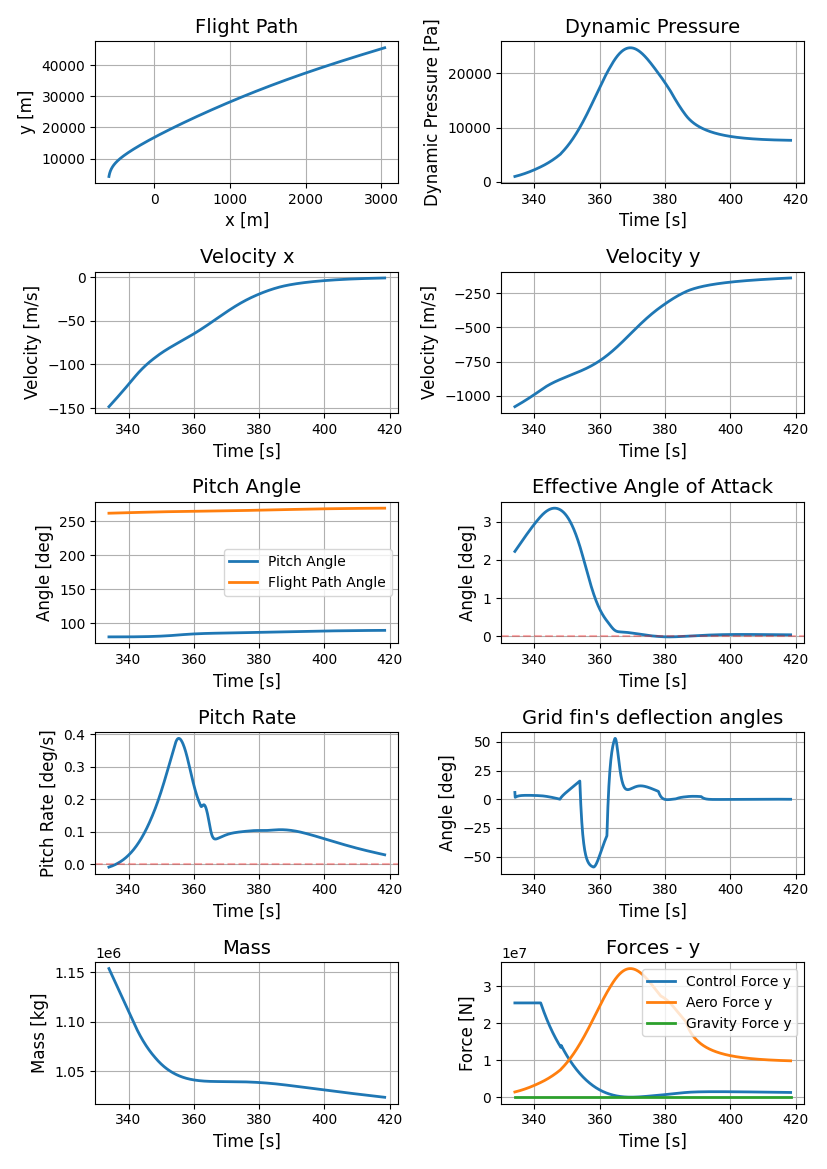 Flight Path
40000
30000
20000
10000
y [m]
0 1000 2000 3000
x [m]
Dynamic Pressure
20000
10000
0
Dynamic Pressure [Pa]
340 360 380 400 420
Time [s]
Velocity x
0
−50
−100
−150
Velocity [m/s]
340 360 380 400 420
Time [s]
Velocity y
−250
−500
−750
−1000
Velocity [m/s]
340 360 380 400 420
Time [s]
Pitch Angle
250
200
150
100
Angle [deg]
Pitch Angle
Flight Path Angle
340 360 380 400 420
Time [s]
Effective Angle of Attack
3
2
1
0
Angle [deg]
340 360 380 400 420
Time [s]
Pitch Rate
0.4
0.3
0.2
0.1
0.0
Pitch Rate [deg/s]
340 360 380 400 420
Time [s]
Grid fin's deflection angles
50
25
0
−25
−50
Angle [deg]
340 360 380 400 420
Time [s]
Mass
1e6
1.15
1.10
1.05
Mass [kg]
340 360 380 400 420
Time [s]
Forces - y
1e7
3
2
1
0
Force [N]
Control Force y
Aero Force y
Gravity Force y
340 360 380 400 420
Time [s]